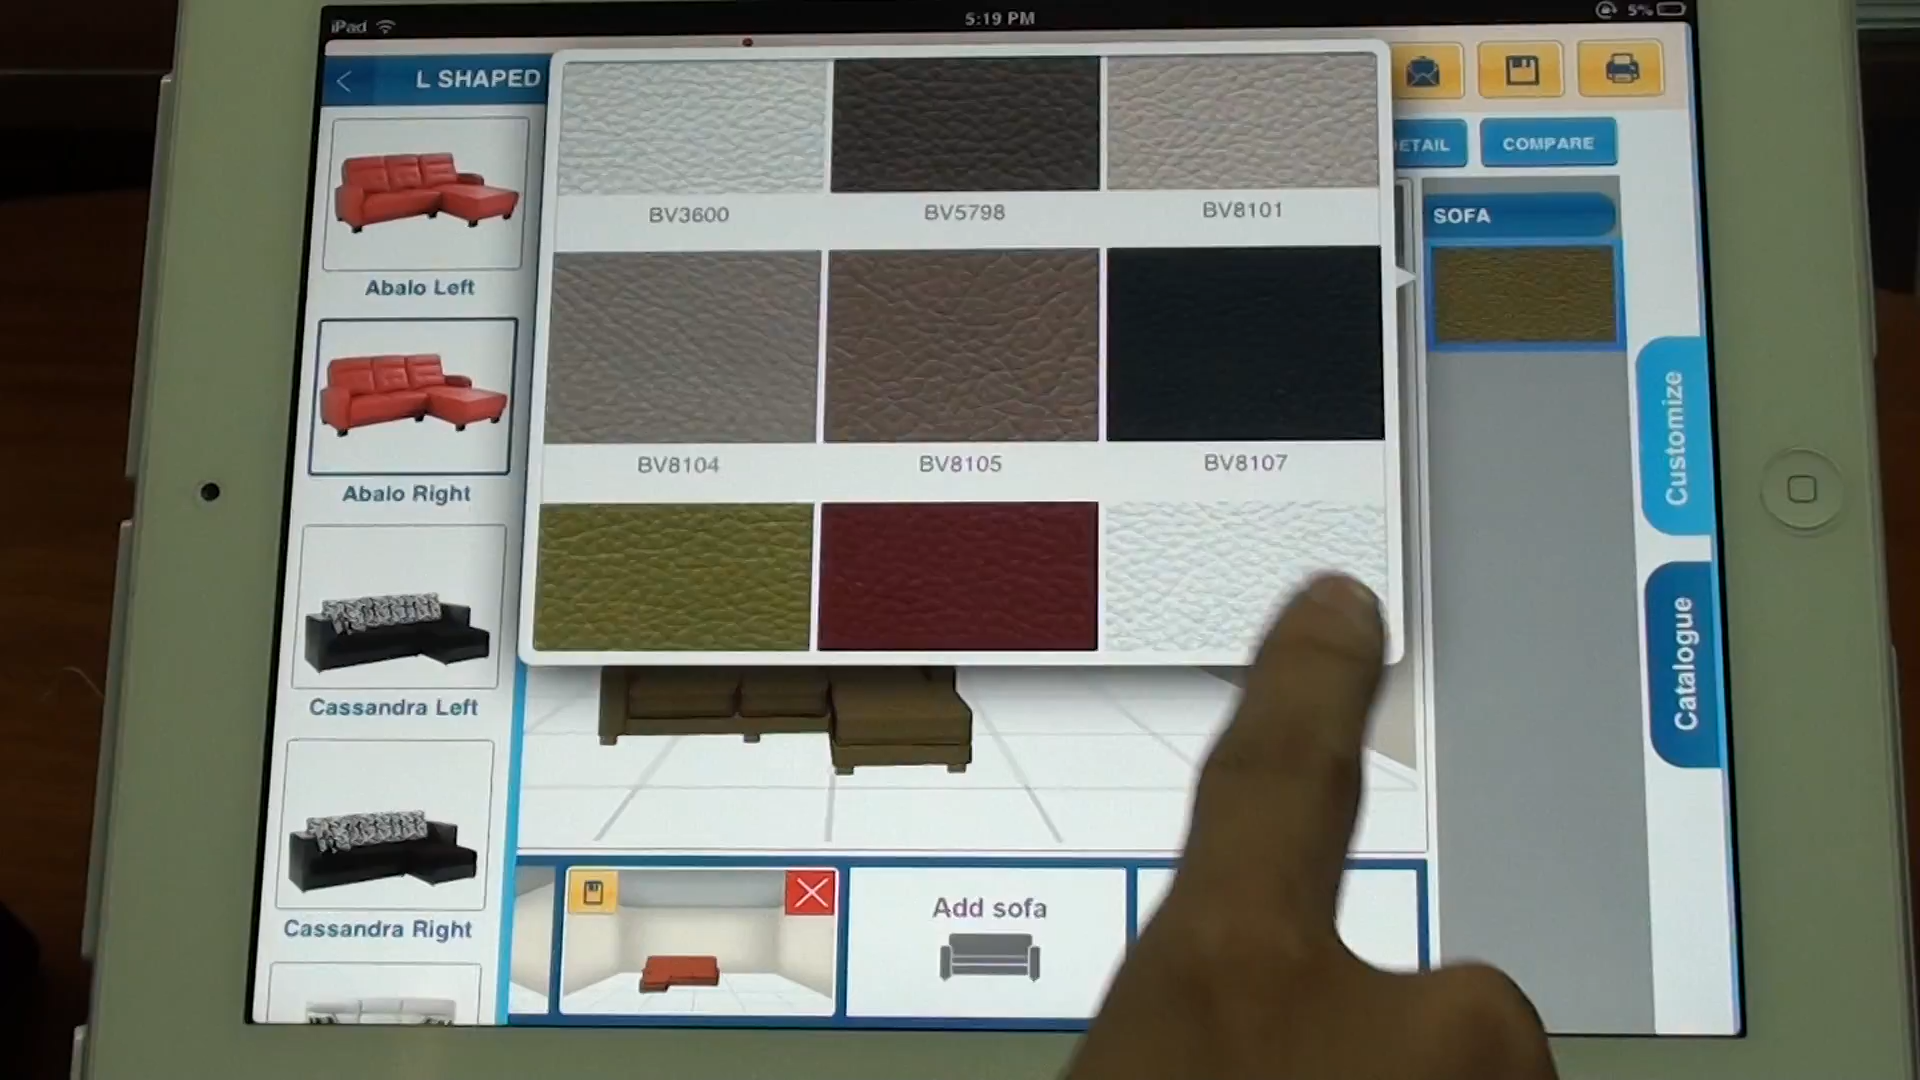 iPad
5:19 PM
5%
L SHAPED
COMPARE
BV3600
BV5798
BV8101
SOFA
Abalo Left
BV8104
BV8105
BV8107
Customize
Abalo Right
Catalogue
Cassandra Left
Add sofa
Cassandra Right